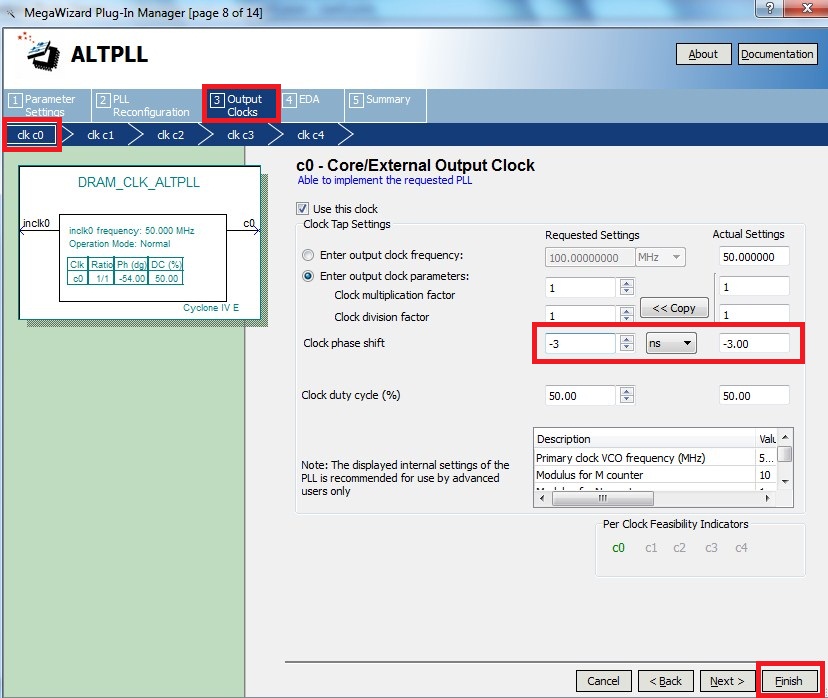 MegaWizard Plug-In Manager [page 8 of 14]
?
ALTPLL
About
Documentation
1 Parameter Settings
2 PLL Reconfiguration
3 Output Clocks
4 EDA
5 Summary
clk c0
clk c1
clk c2
clk c3
clk c4
DRAM_CLK_ALTPLL
inclk0
c0
inclk0 frequency: 50.000 MHz
Operation Mode: Normal
Clk Ratio Ph (dg) DC (%)
c0 1/1 -54.00 50.00
Cyclone IV E
c0 - Core/External Output Clock
Able to implement the requested PLL
Use this clock
Clock Tap Settings
Requested Settings
Actual Settings
Enter output clock frequency:
100.00000000
MHz
50.000000
Enter output clock parameters:
Clock multiplication factor
1
1
<< Copy
Clock division factor
1
1
Clock phase shift
-3
ns
-3.00
Clock duty cycle (%)
50.00
50.00
Description
Primary clock VCO frequency (MHz)
5...
Modulus for M counter
10
Note: The displayed internal settings of the
PLL is recommended for use by advanced
users only
Per Clock Feasibility Indicators
c0 c1 c2 c3 c4
Cancel
< Back
Next >
Finish